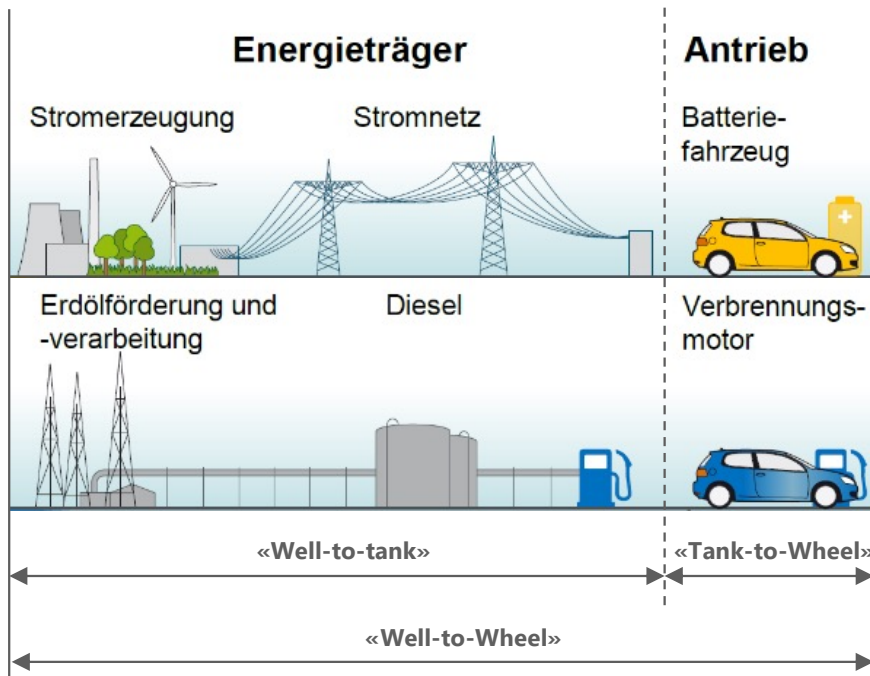 Energieträger
Antrieb
Stromerzeugung
Stromnetz
Batterie-
fahrzeug
Erdölförderung und
-verarbeitung
Diesel
Verbrennungs-
motor
«Well-to-tank»
«Tank-to-Wheel»
«Well-to-Wheel»